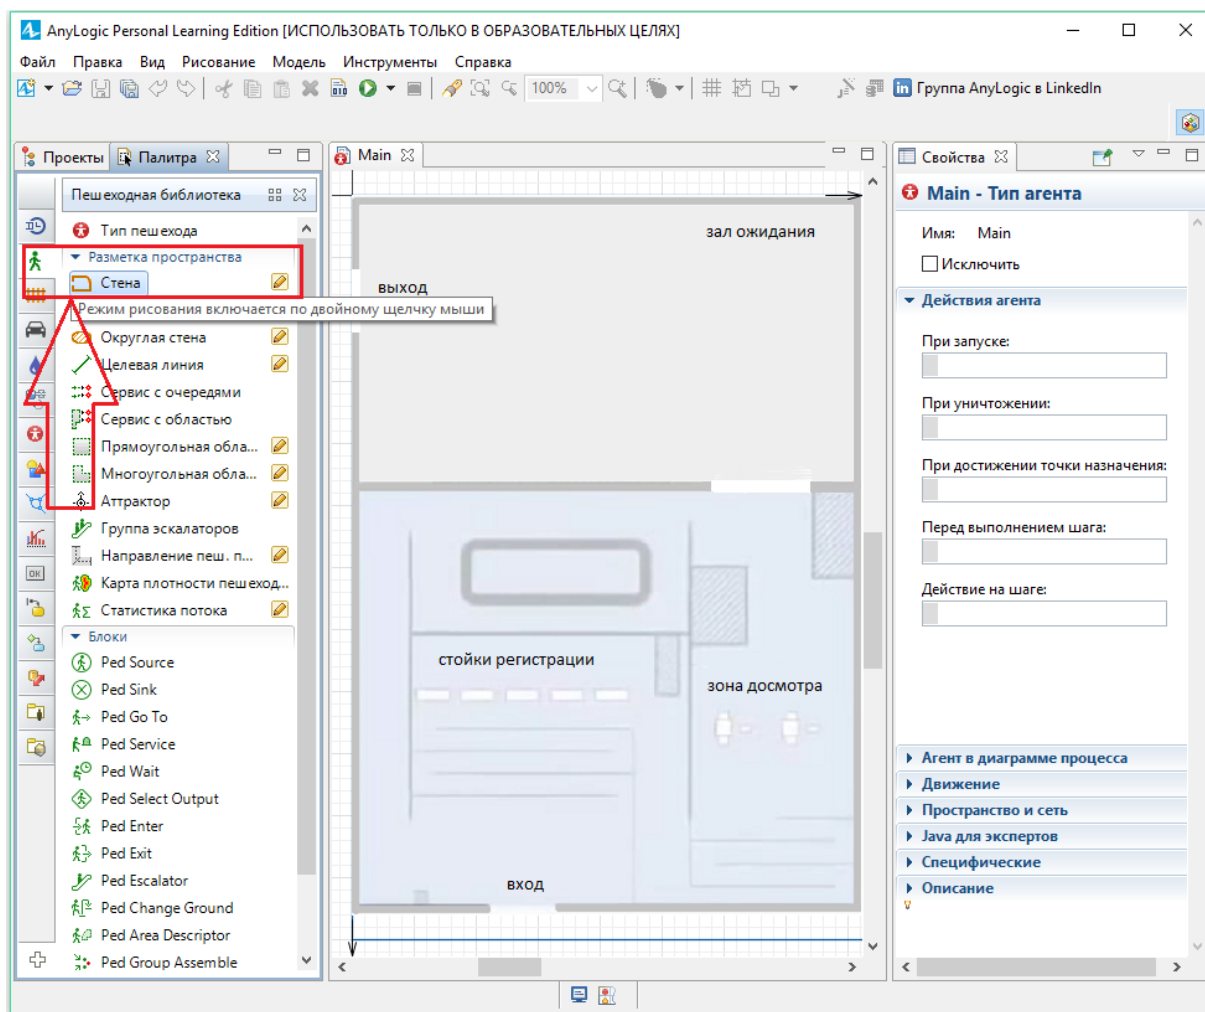 AnyLogic Personal Learning Edition [ИСПОЛЬЗОВАТЬ ТОЛЬКО В ОБРАЗОВАТЕЛЬНЫХ ЦЕЛЯХ]
Файл Правка Вид Рисование Модель Инструменты Справка
100% Группа AnyLogic в LinkedIn
Проекты Палитра
Пешеходная библиотека
Тип пешехода
Разметка пространства
Стена
Режим рисования включается по двойному щелчку мыши
Округлая стена
Целевая линия
Сервис с очередями
Сервис с областью
Прямоугольная обла...
Многоугольная обла...
Аттрактор
Группа эскалаторов
Направление пеш. п...
Карта плотности пешеход...
Статистика потока
Блоки
Ped Source
Ped Sink
Ped Go To
Ped Service
Ped Wait
Ped Select Output
Ped Enter
Ped Exit
Ped Escalator
Ped Change Ground
Ped Area Descriptor
Ped Group Assemble
Main
зал ожидания
выход
стойки регистрации
зона досмотра
вход
Свойства
Main - Тип агента
Имя: Main
Исключить
Действия агента
При запуске:
При уничтожении:
При достижении точки назначения:
Перед выполнением шага:
Действие на шаге:
Агент в диаграмме процесса
Движение
Пространство и сеть
Java для экспертов
Специфические
Описание